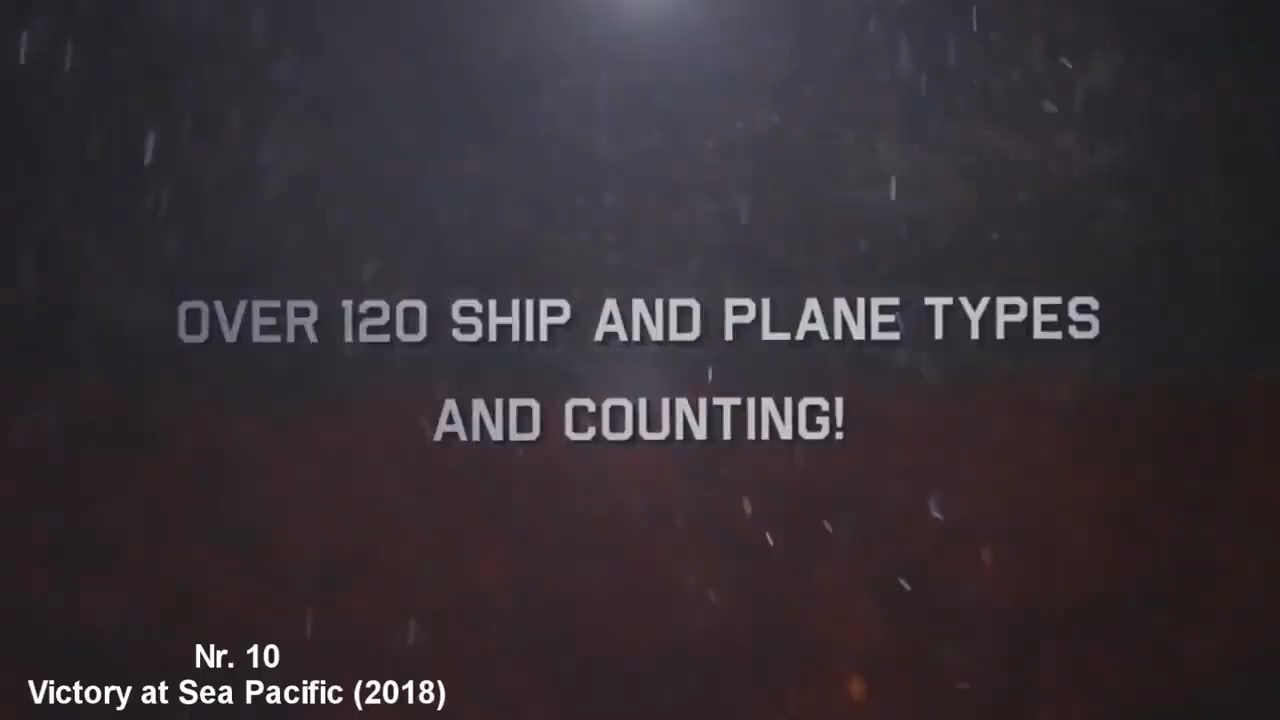 OVER 120 SHIP AND PLANE TYPES
AND COUNTING!
Nr. 10
Victory at Sea Pacific (2018)